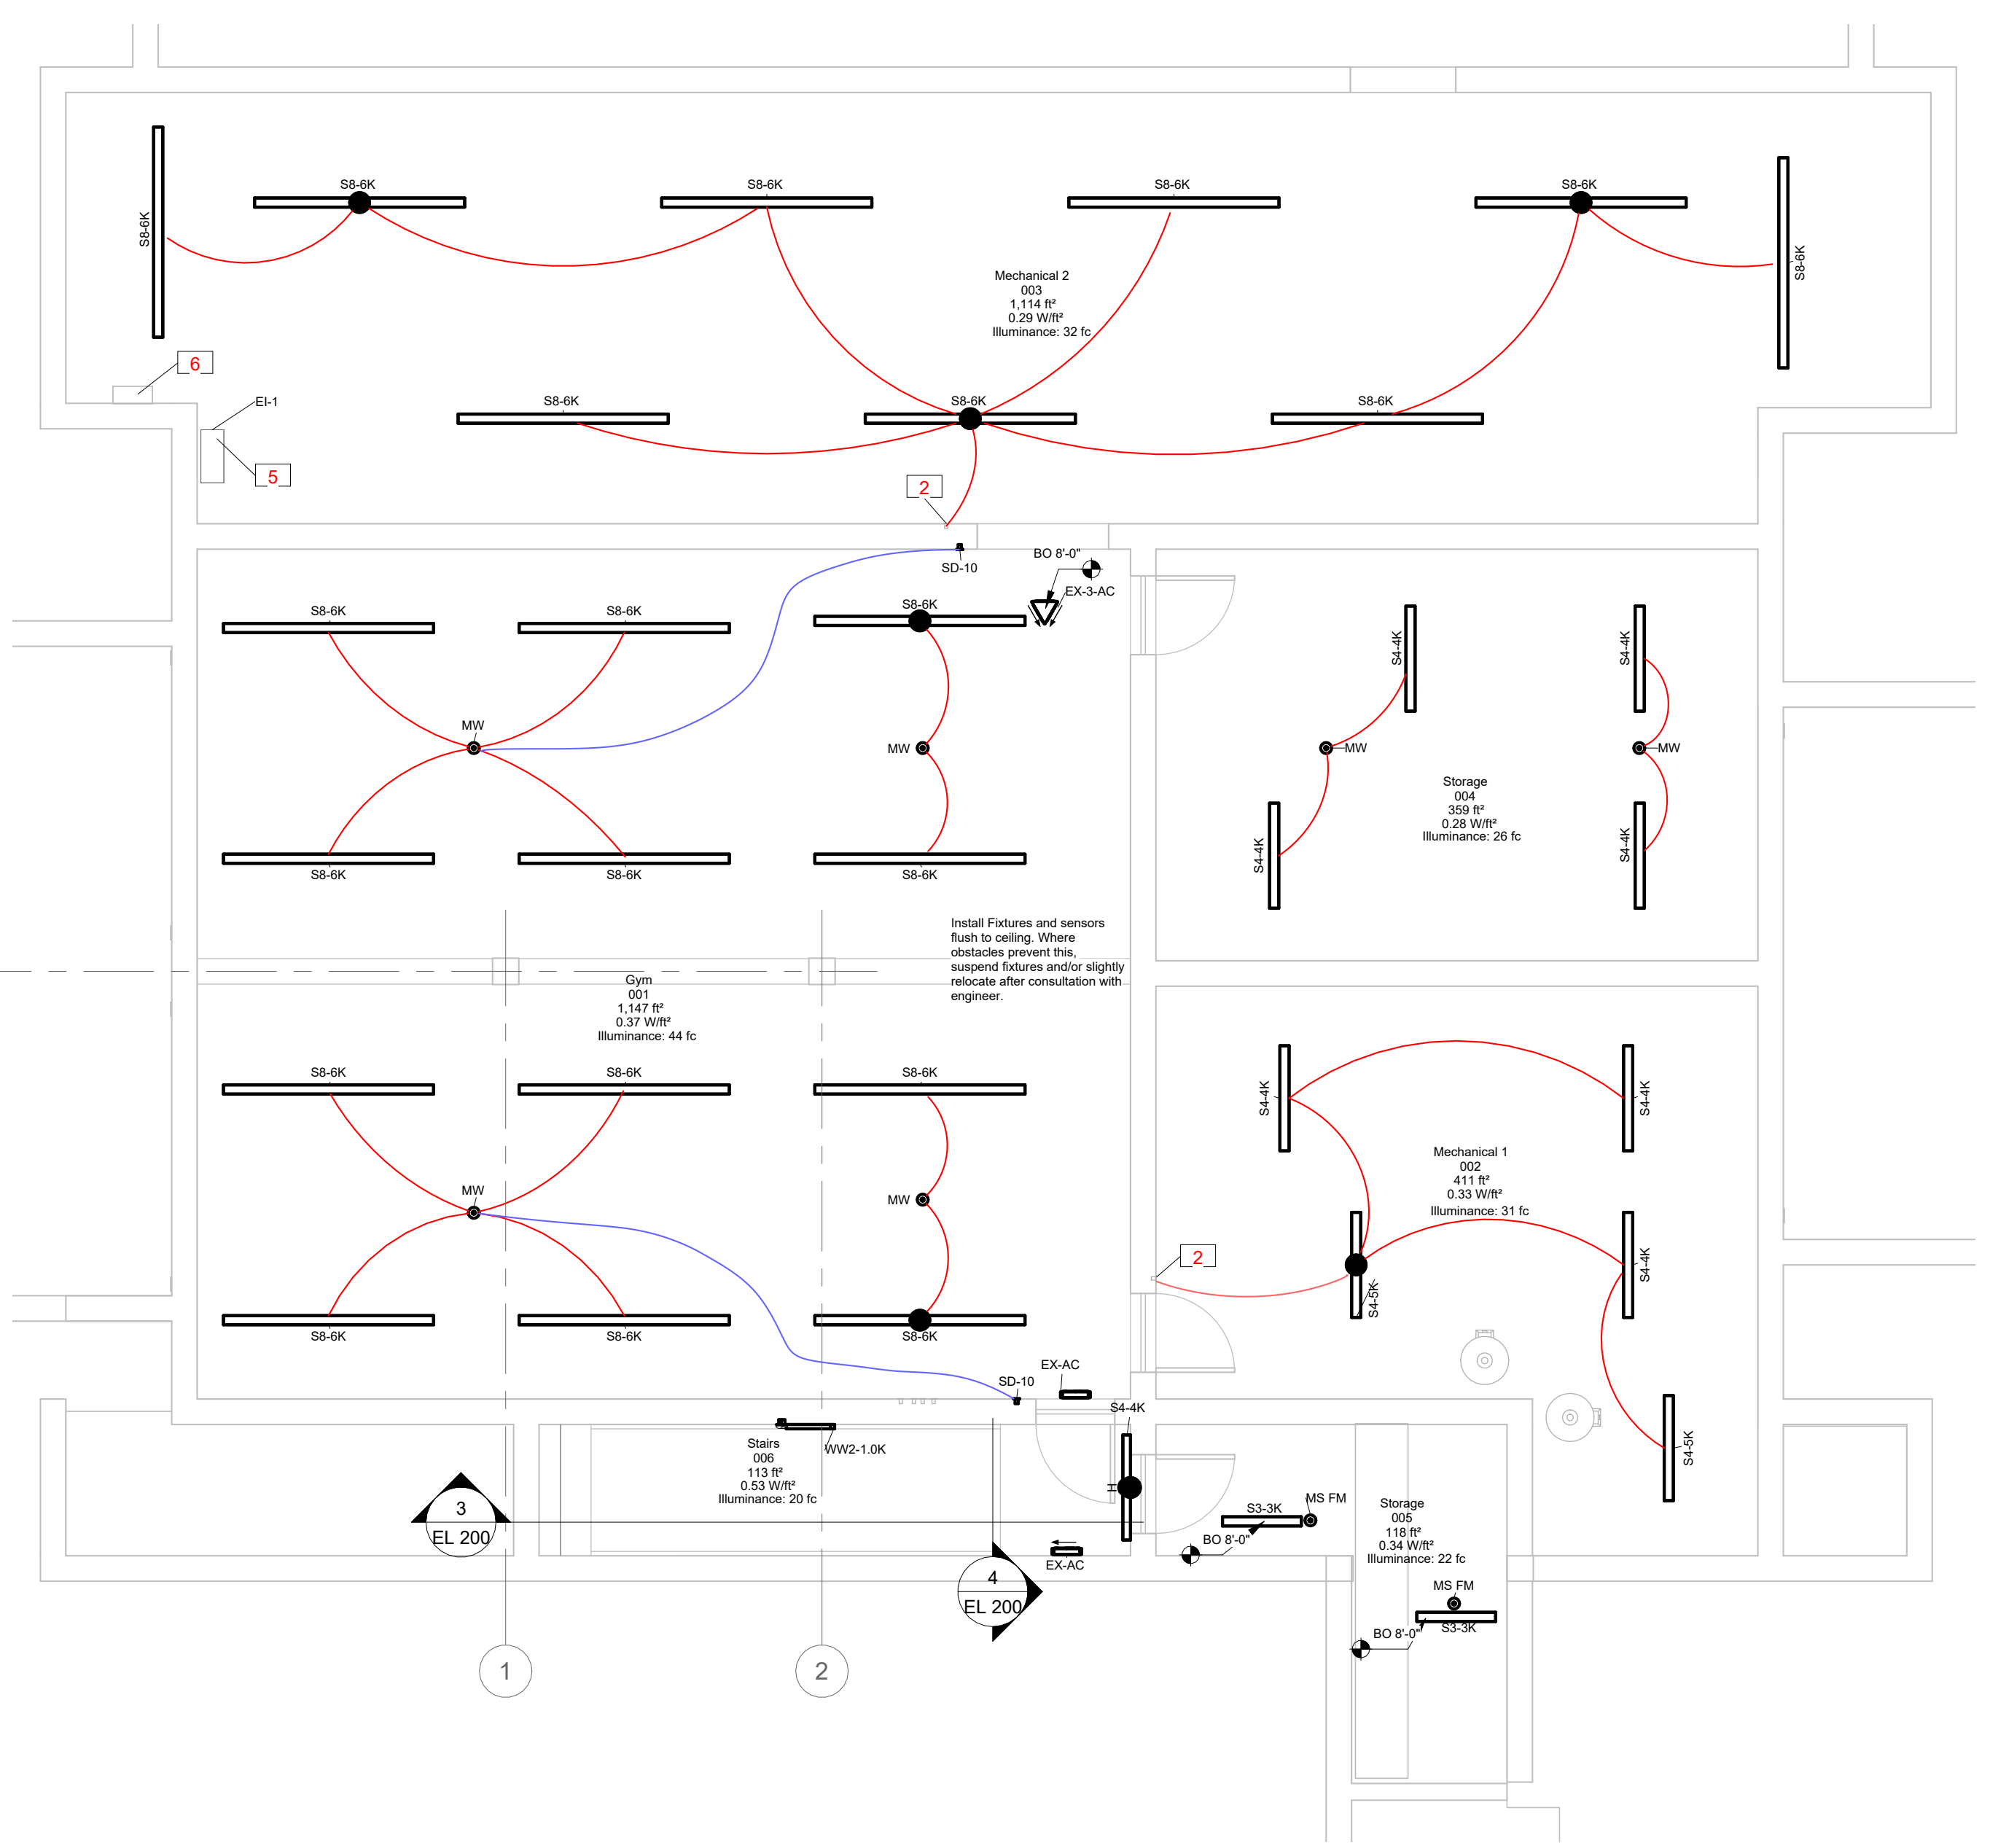 S8-6K
S8-6K
S8-6K
S8-6K
S8-6K
S8-6K
Mechanical 2
003
1,114 ft²
0.29 W/ft²
Illuminance: 32 fc
6
EI-1
5
S8-6K
S8-6K
S8-6K
2
SD-10
BO 8'-0"
EX-3-AC
S8-6K
S8-6K
S8-6K
MW
MW
S8-6K
S8-6K
S8-6K
S4-4K
S4-4K
MW
MW
Storage
004
359 ft²
0.28 W/ft²
Illuminance: 26 fc
S4-4K
S4-4K
Install Fixtures and sensors
flush to ceiling. Where
obstacles prevent this,
suspend fixtures and/or slightly
relocate after consultation with
engineer.
Gym
001
1,147 ft²
0.37 W/ft²
Illuminance: 44 fc
S8-6K
S8-6K
S8-6K
MW
MW
S8-6K
S8-6K
S8-6K
S4-4K
S4-4K
Mechanical 1
002
411 ft²
0.33 W/ft²
Illuminance: 31 fc
2
S4-5K
S4-4K
S4-5K
SD-10
EX-AC
S4-4K
H
WW2-1.0K
Stairs
006
113 ft²
0.53 W/ft²
Illuminance: 20 fc
3
EL 200
EX-AC
4
EL 200
S3-3K
MS FM
BO 8'-0"
Storage
005
118 ft²
0.34 W/ft²
Illuminance: 22 fc
MS FM
S3-3K
BO 8'-0"
1
2